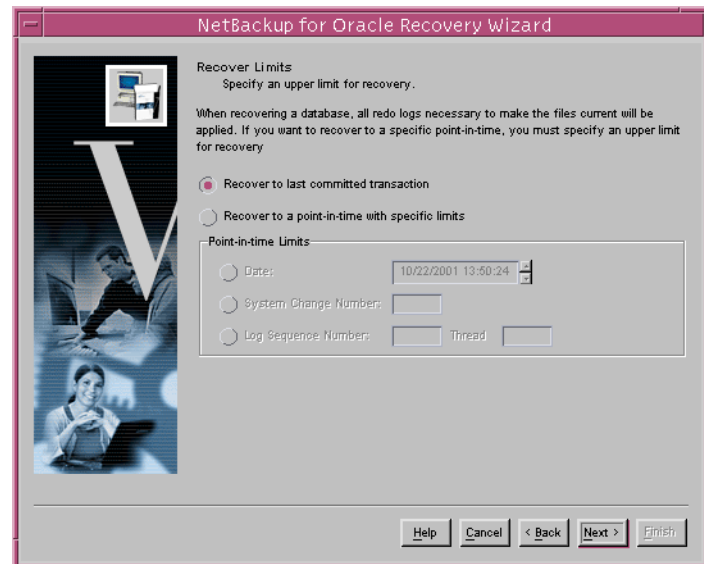 NetBackup for Oracle Recovery Wizard
Recover Limits
Specify an upper limit for recovery.
When recovering a database, all redo logs necessary to make the files current will be
applied. If you want to recover to a specific point-in-time, you must specify an upper limit
for recovery
Recover to last committed transaction
Recover to a point-in-time with specific limits
Point-in-time Limits
Date: 10/22/2001 13:50:24
System Change Number:
Log Sequence Number: Thread
V
Help Cancel < Back Next > Finish